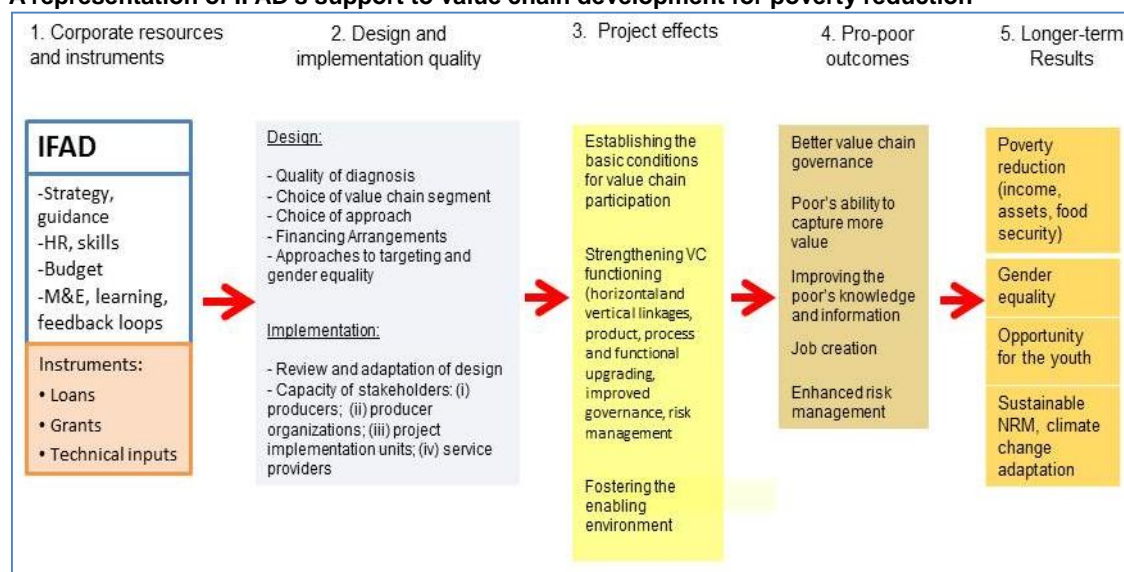 A representation of IFAD's support to value chain development for poverty reduction
1. Corporate resources
and instruments
2. Design and
implementation quality
3. Project effects
4. Pro-poor
outcomes
5. Longer-term
Results
IFAD
-Strategy,
guidance
-HR, skills
-Budget
-M&E, learning,
feedback loops
Instruments:
• Loans
• Grants
• Technical inputs
Design:
- Quality of diagnosis
- Choice of value chain segment
- Choice of approach
- Financing Arrangements
- Approaches to targeting and
gender equality
Implementation:
- Review and adaptation of design
- Capacity of stakeholders: (i)
producers; (ii) producer
organizations; (iii) project
implementation units; (iv) service
providers
Establishing the
basic conditions
for value chain
participation
Strengthening VC
functioning
(horizontal and
vertical linkages,
product, process
and functional
upgrading,
improved
governance, risk
management
Fostering the
enabling
environment
Better value chain
governance
Poor's ability to
capture more
value
Improving the
poor's knowledge
and information
Job creation
Enhanced risk
management
Poverty
reduction
(income,
assets, food
security)
Gender
equality
Opportunity
for the youth
Sustainable
NRM, climate
change
adaptation